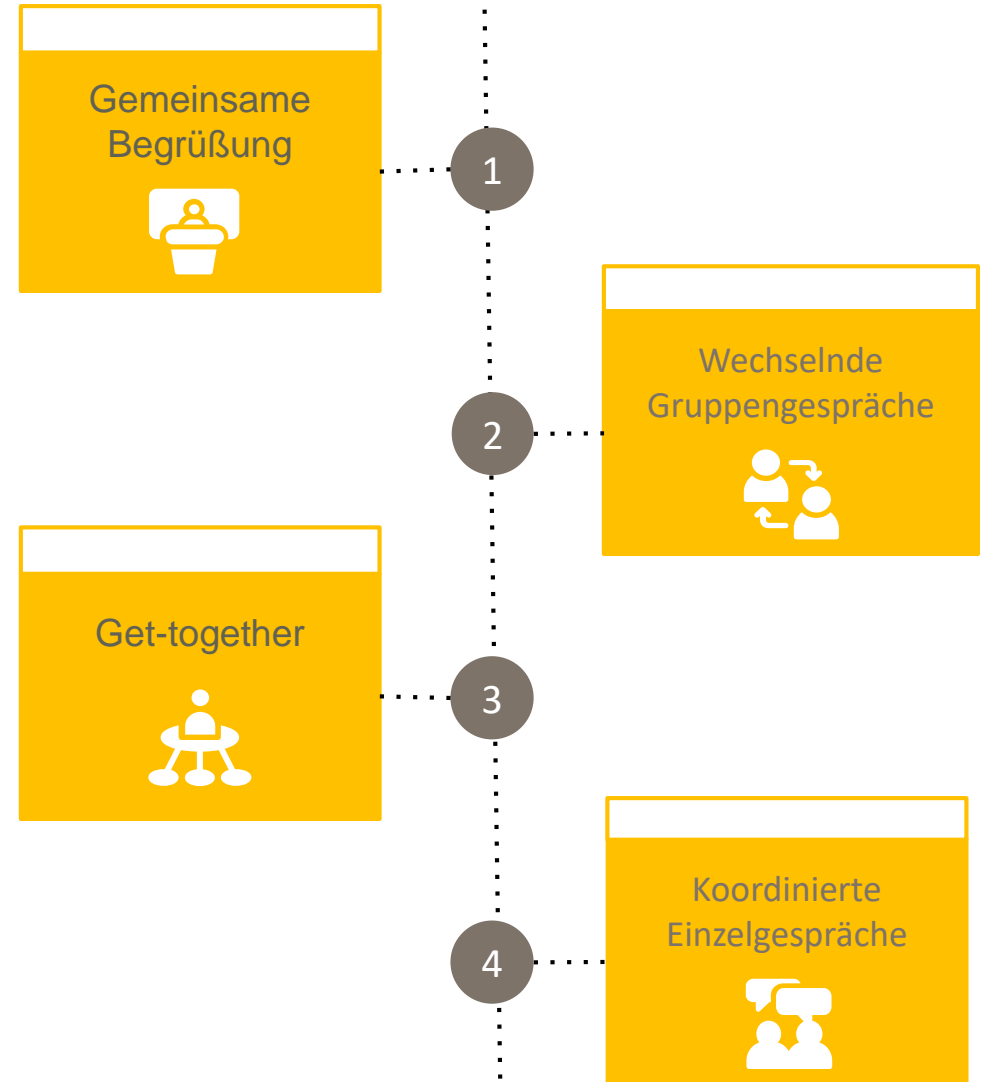 Gemeinsame
Begrüßung
1
Wechselnde
Gruppengespräche
2
Get-together
3
Koordinierte
Einzelgespräche
4